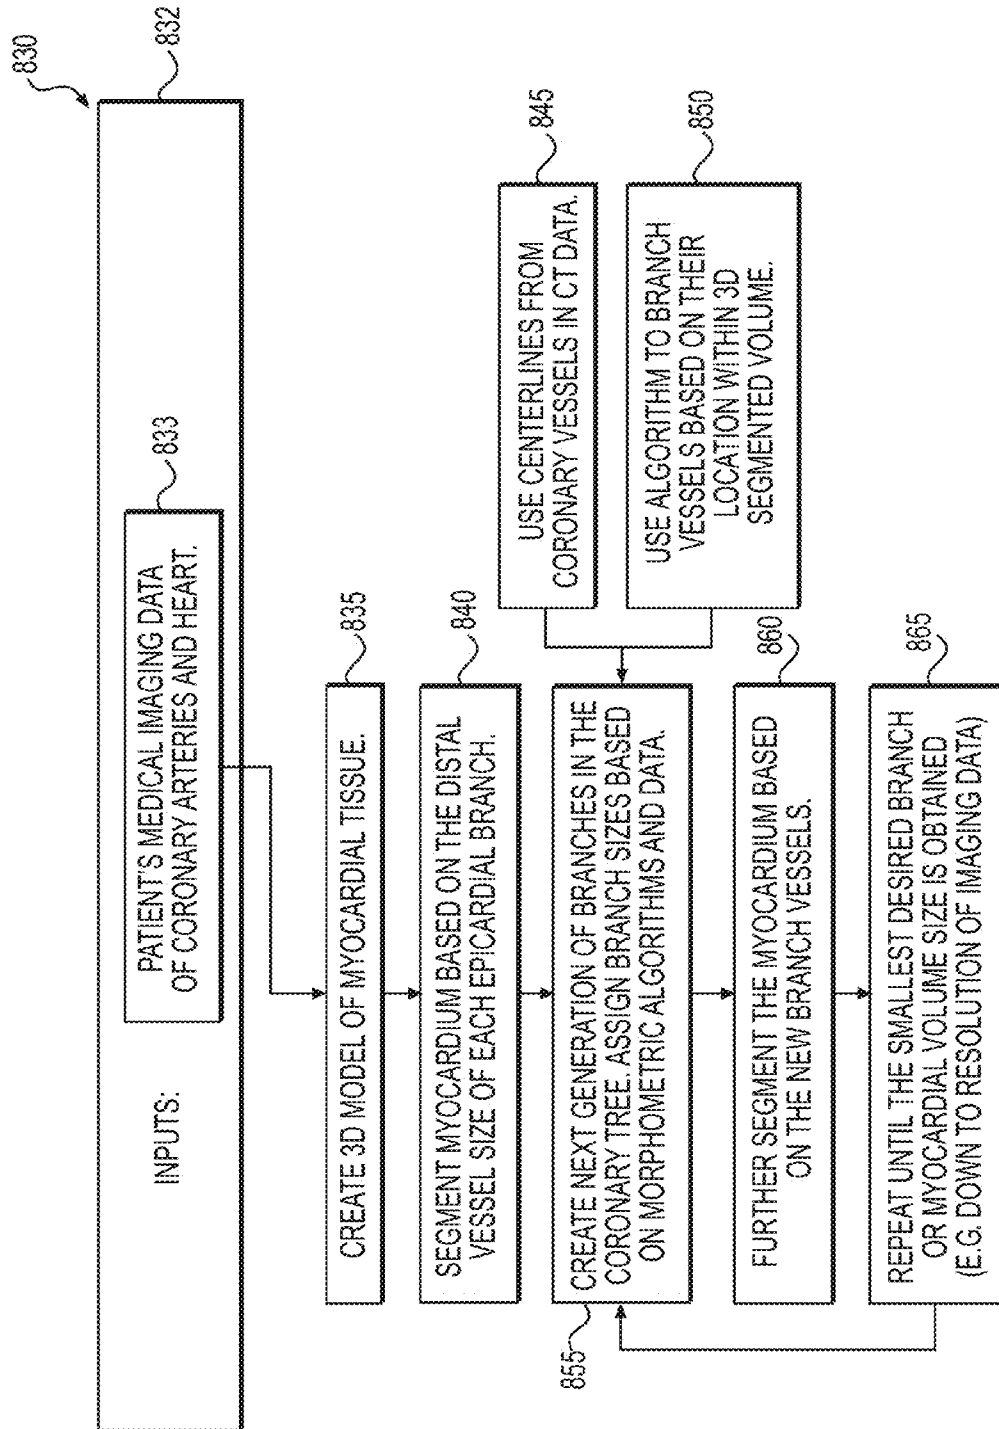 830
832
INPUTS:
833
PATIENT'S MEDICAL IMAGING DATA
OF CORONARY ARTERIES AND HEART.
835
CREATE 3D MODEL OF MYOCARDIAL TISSUE.
840
SEGMENT MYOCARDIUM BASED ON THE DISTAL
VESSEL SIZE OF EACH EPICARDIAL BRANCH.
845
USE CENTERLINES FROM
CORONARY VESSELS IN CT DATA.
850
USE ALGORITHM TO BRANCH
VESSELS BASED ON THEIR
LOCATION WITHIN 3D
SEGMENTED VOLUME.
855
CREATE NEXT GENERATION OF BRANCHES IN THE
CORONARY TREE. ASSIGN BRANCH SIZES BASED
ON MORPHOMETRIC ALGORITHMS AND DATA.
860
FURTHER SEGMENT THE MYOCARDIUM BASED
ON THE NEW BRANCH VESSELS.
865
REPEAT UNTIL THE SMALLEST DESIRED BRANCH
OR MYOCARDIAL VOLUME SIZE IS OBTAINED
(E.G. DOWN TO RESOLUTION OF IMAGING DATA)